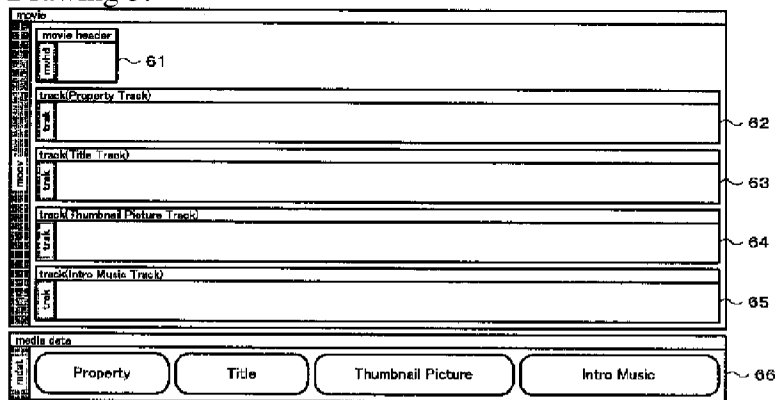 movie
movie header
mvhd
61
track(Property Track)
trak
62
moov
track(Title Track)
trak
63
track(Thumbnail Picture Track)
trak
64
track(Intro Music Track)
trak
65
media data
mdat
Property
Title
Thumbnail Picture
Intro Music
66